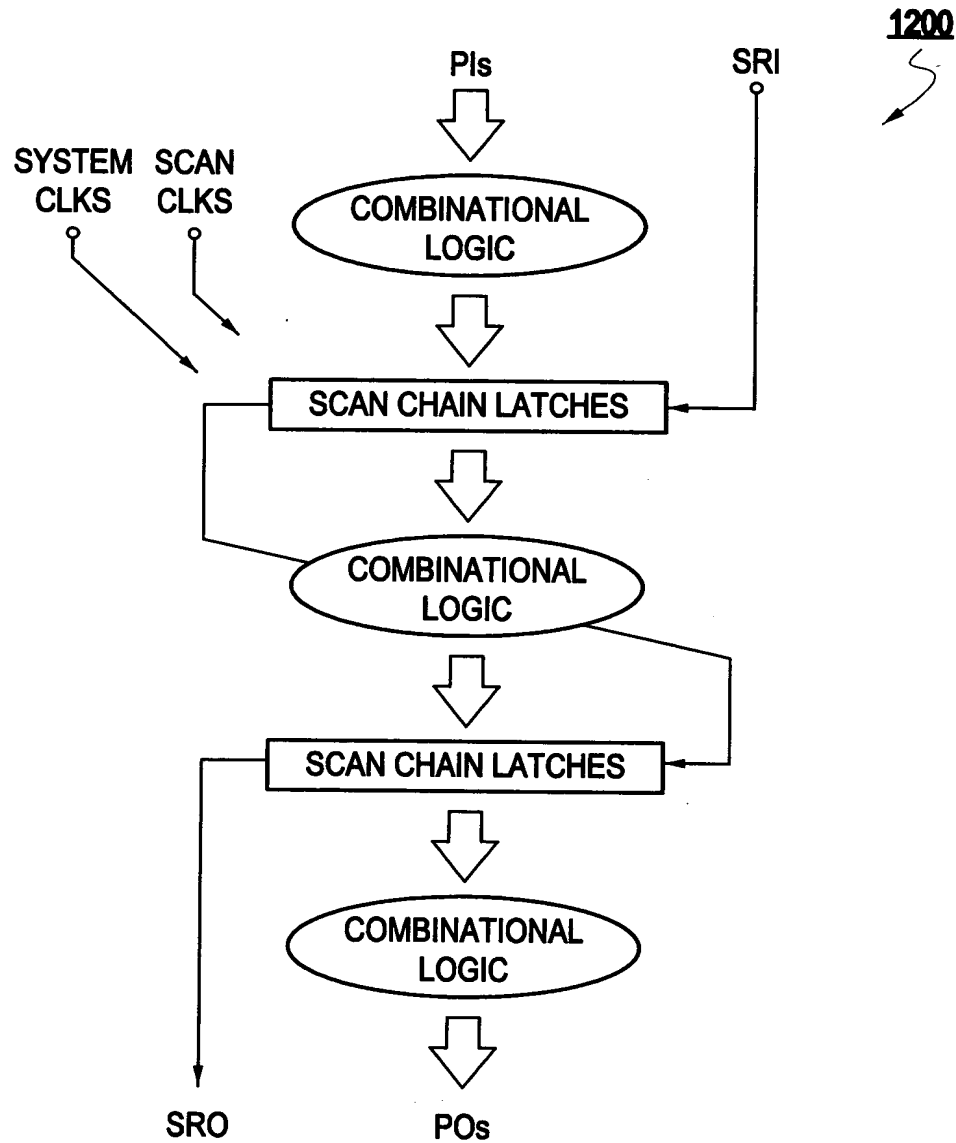 1200
PIs
SRI
SYSTEM
CLKS
SCAN
CLKS
COMBINATIONAL
LOGIC
SCAN CHAIN LATCHES
COMBINATIONAL
LOGIC
SCAN CHAIN LATCHES
COMBINATIONAL
LOGIC
SRO
POs